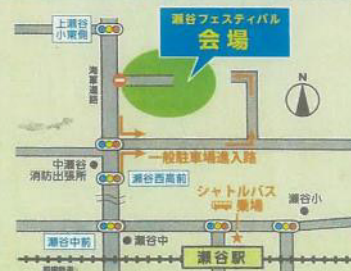 瀬谷フェスティバル
会場
上瀬谷
小東側
海軍道路
N
一般駐車場進入路
中瀬谷
消防出張所
瀬谷西高前
シャトルバス
乗場
瀬谷小
瀬谷中前
瀬谷中
瀬谷駅